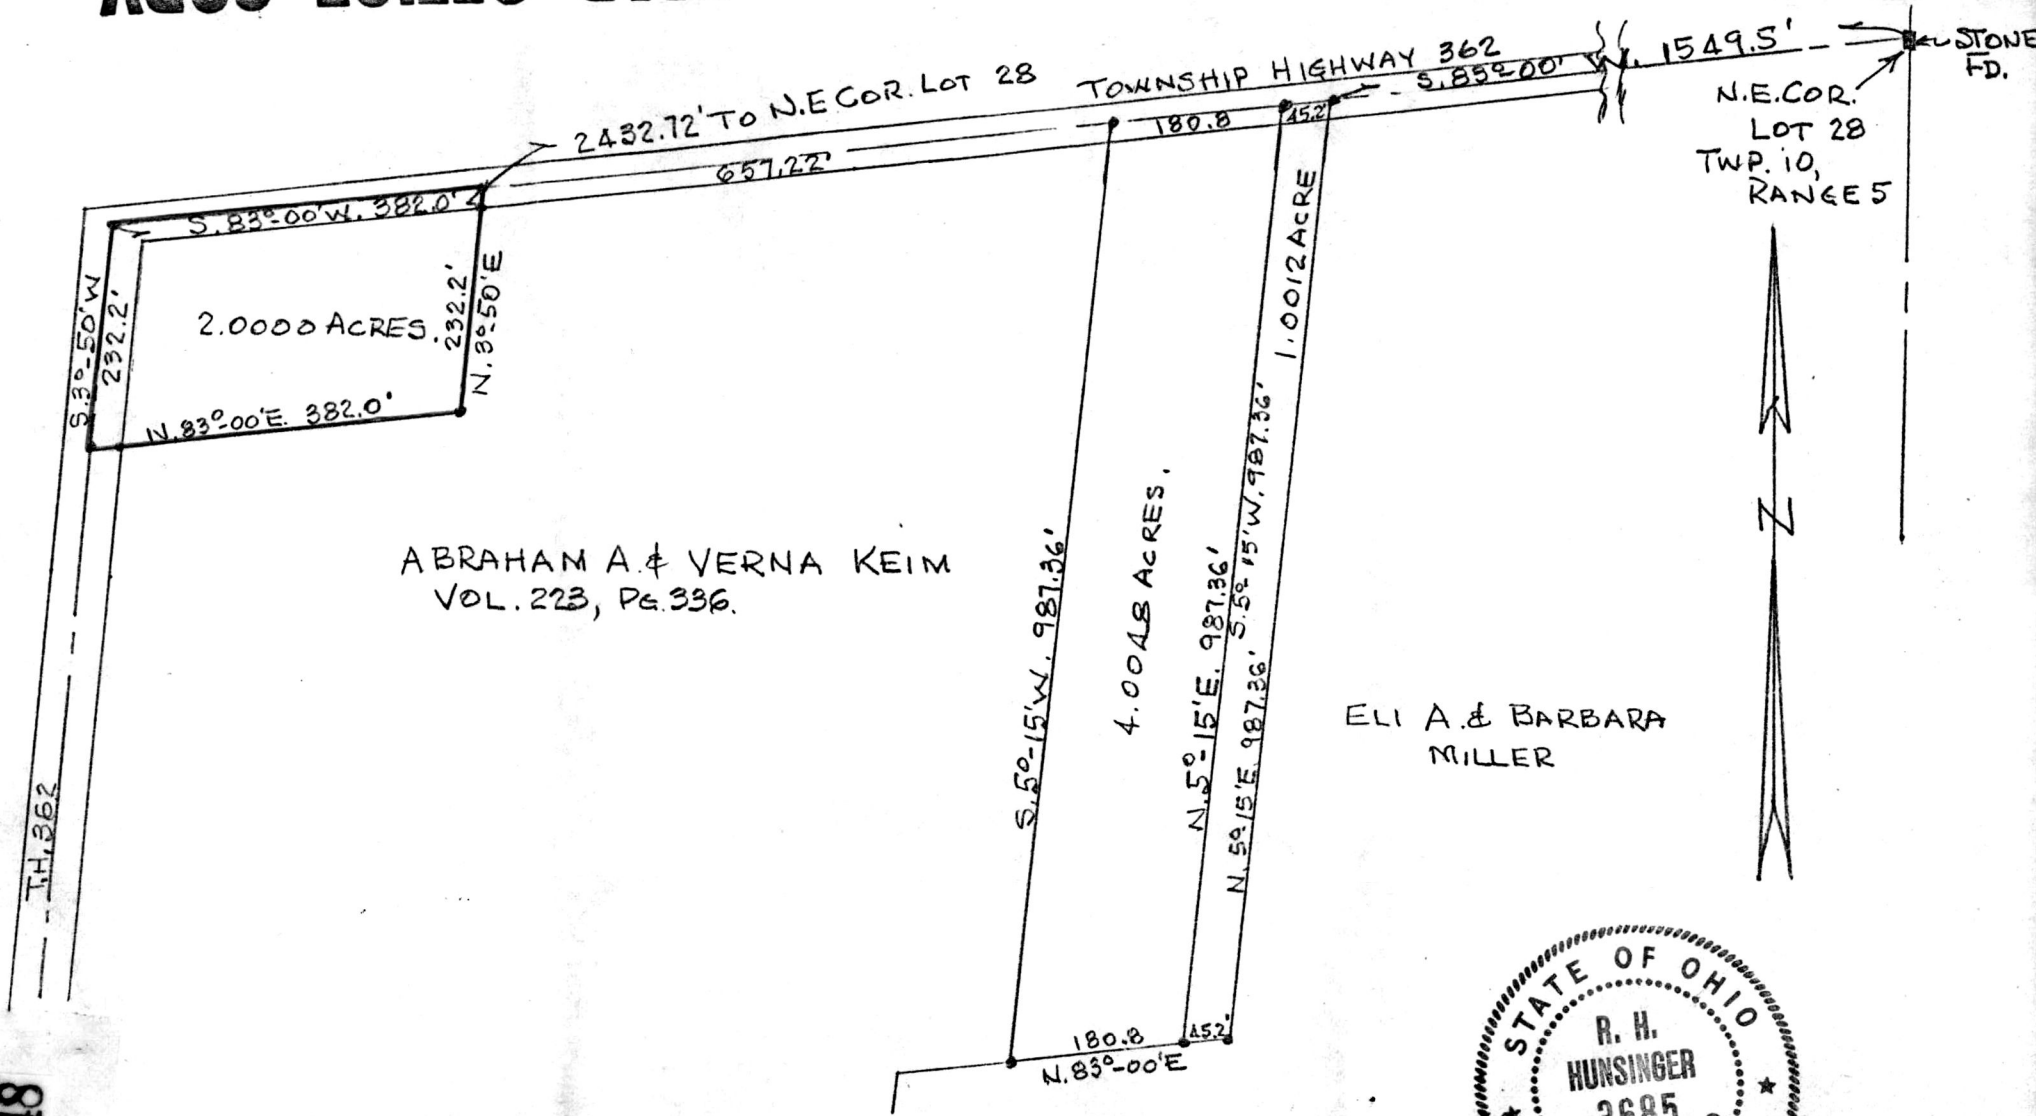 2432.72' TO N.E COR. LOT 28
TOWNSHIP HIGHWAY 362
S. 83°-00' W. 1549.5'
STONE
FD.
N.E. COR.
LOT 28
TWP. 10,
RANGE 5
657.22'
180.8
45.2'
S. 83°-00' W. 382.0'
S. 3°-50' W
232.2'
2.0000 ACRES.
232.2'
N. 3°-50' E
N. 83°-00' E. 382.0'
1.0012 ACRE
S. 5°-15' W. 987.36'
4.0048 ACRES.
N. 5°-15' E. 987.36'
S. 5°-15' W. 987.36'
N. 5°-15' E. 987.36'
ABRAHAM A. & VERNA KEIM
VOL. 223, PG. 336.
N
ELI A. & BARBARA
MILLER
T.H. 362
180.8
45.2'
N. 83°-00' E
STATE OF OHIO
R. H.
HUNSINGER
3685